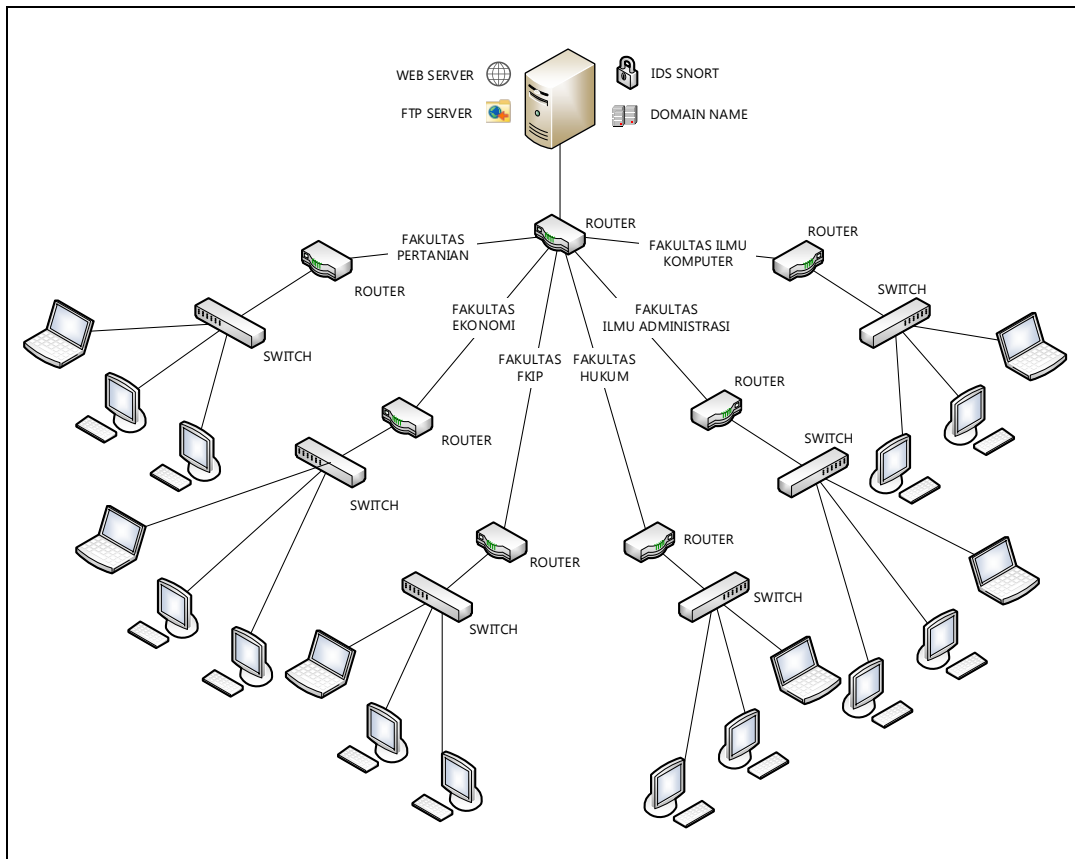 WEB SERVER
IDS SNORT
FTP SERVER
DOMAIN NAME
ROUTER
FAKULTAS
PERTANIAN
FAKULTAS ILMU
KOMPUTER
ROUTER
ROUTER
SWITCH
FAKULTAS
EKONOMI
FAKULTAS
ILMU ADMINISTRASI
SWITCH
FAKULTAS
FKIP
FAKULTAS
HUKUM
ROUTER
ROUTER
SWITCH
SWITCH
ROUTER
ROUTER
SWITCH
SWITCH